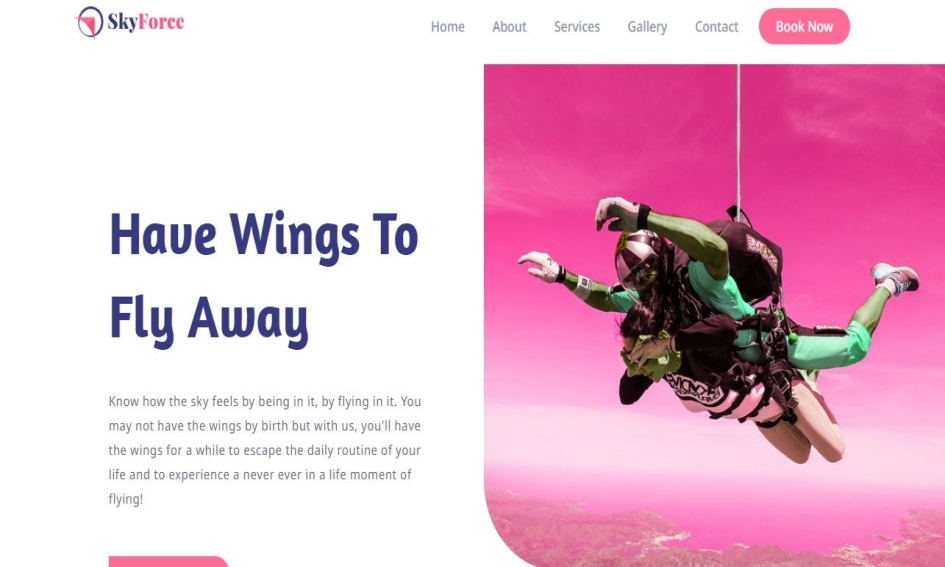 SkyForce
Home About Services Gallery Contact Book Now
Have Wings To
Fly Away
Know how the sky feels by being in it, by flying in it. You
may not have the wings by birth but with us, you'll have
the wings for a while to escape the daily routine of your
life and to experience a never ever in a life moment of
flying!